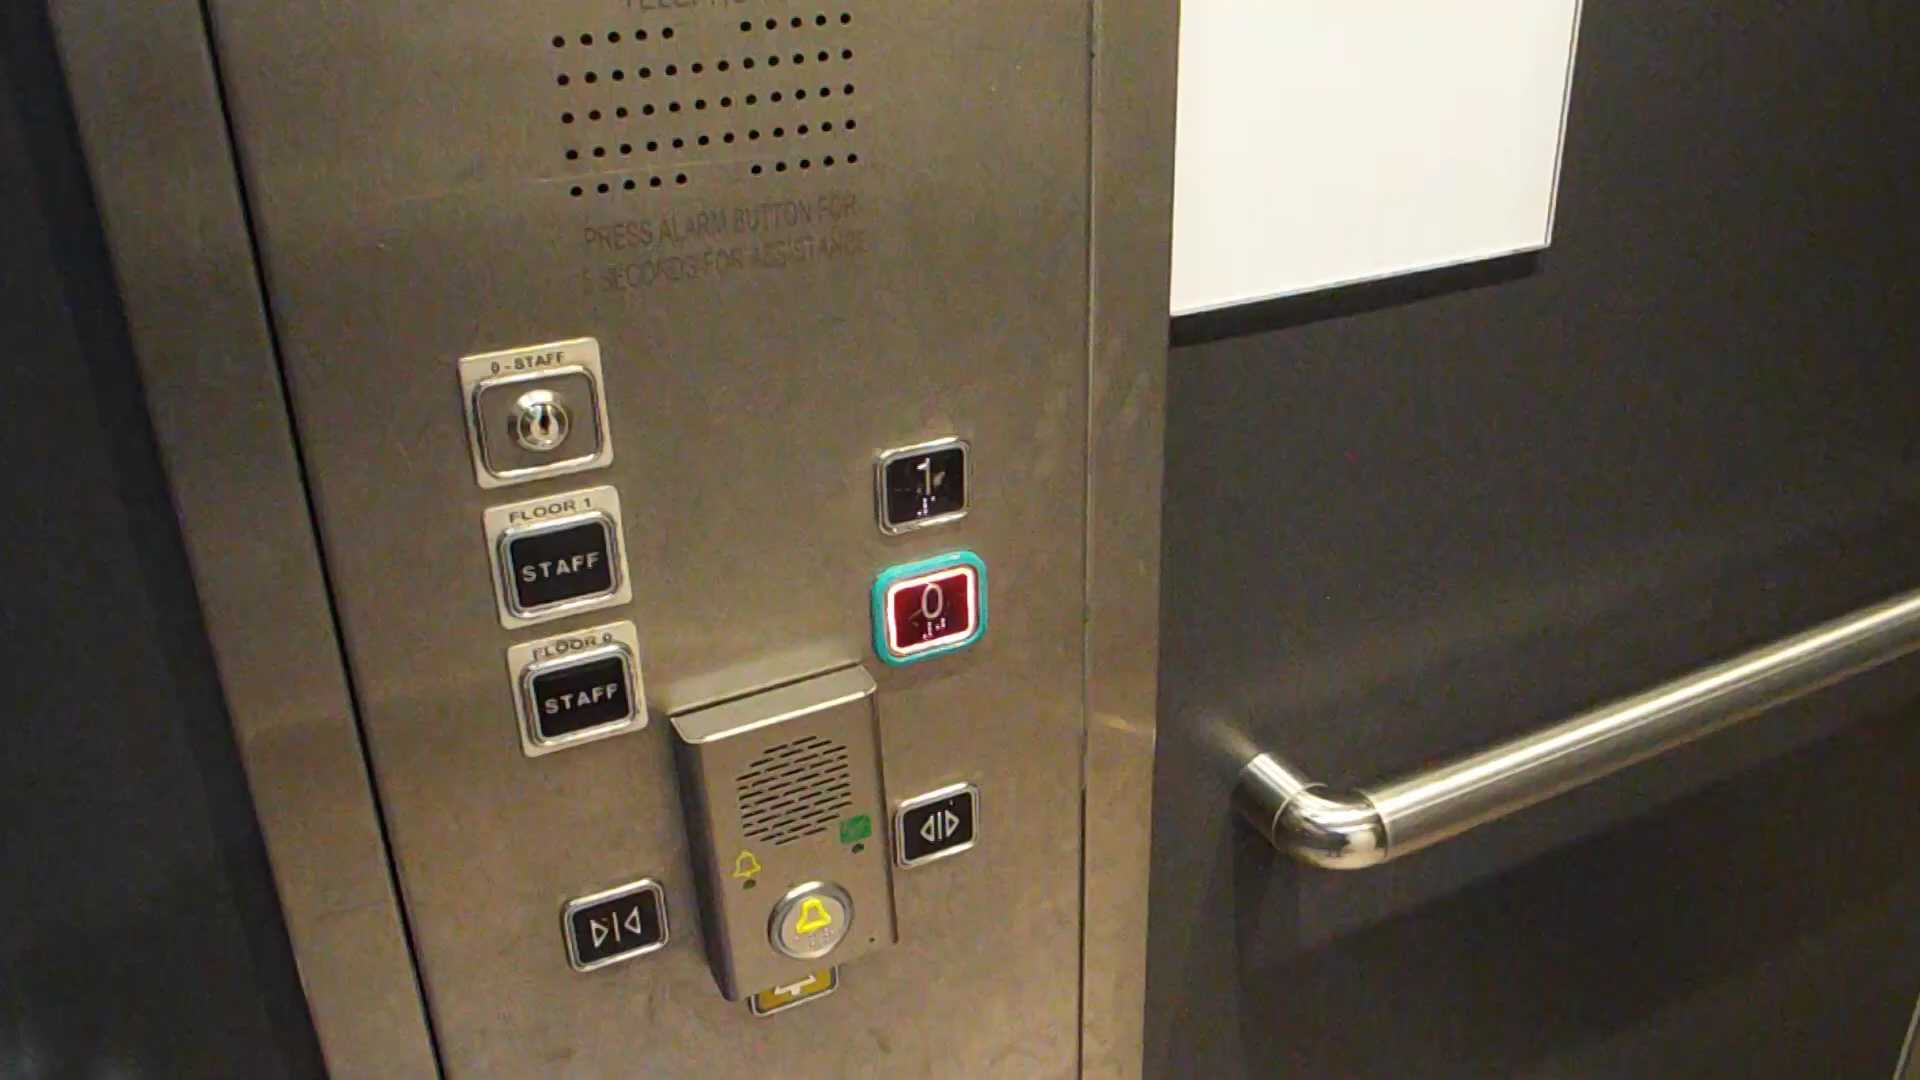 PRESS ALARM BUTTON FOR
5 SECONDS FOR ASSISTANCE
0 - STAFF
1
FLOOR 1
STAFF
0
FLOOR 0
STAFF